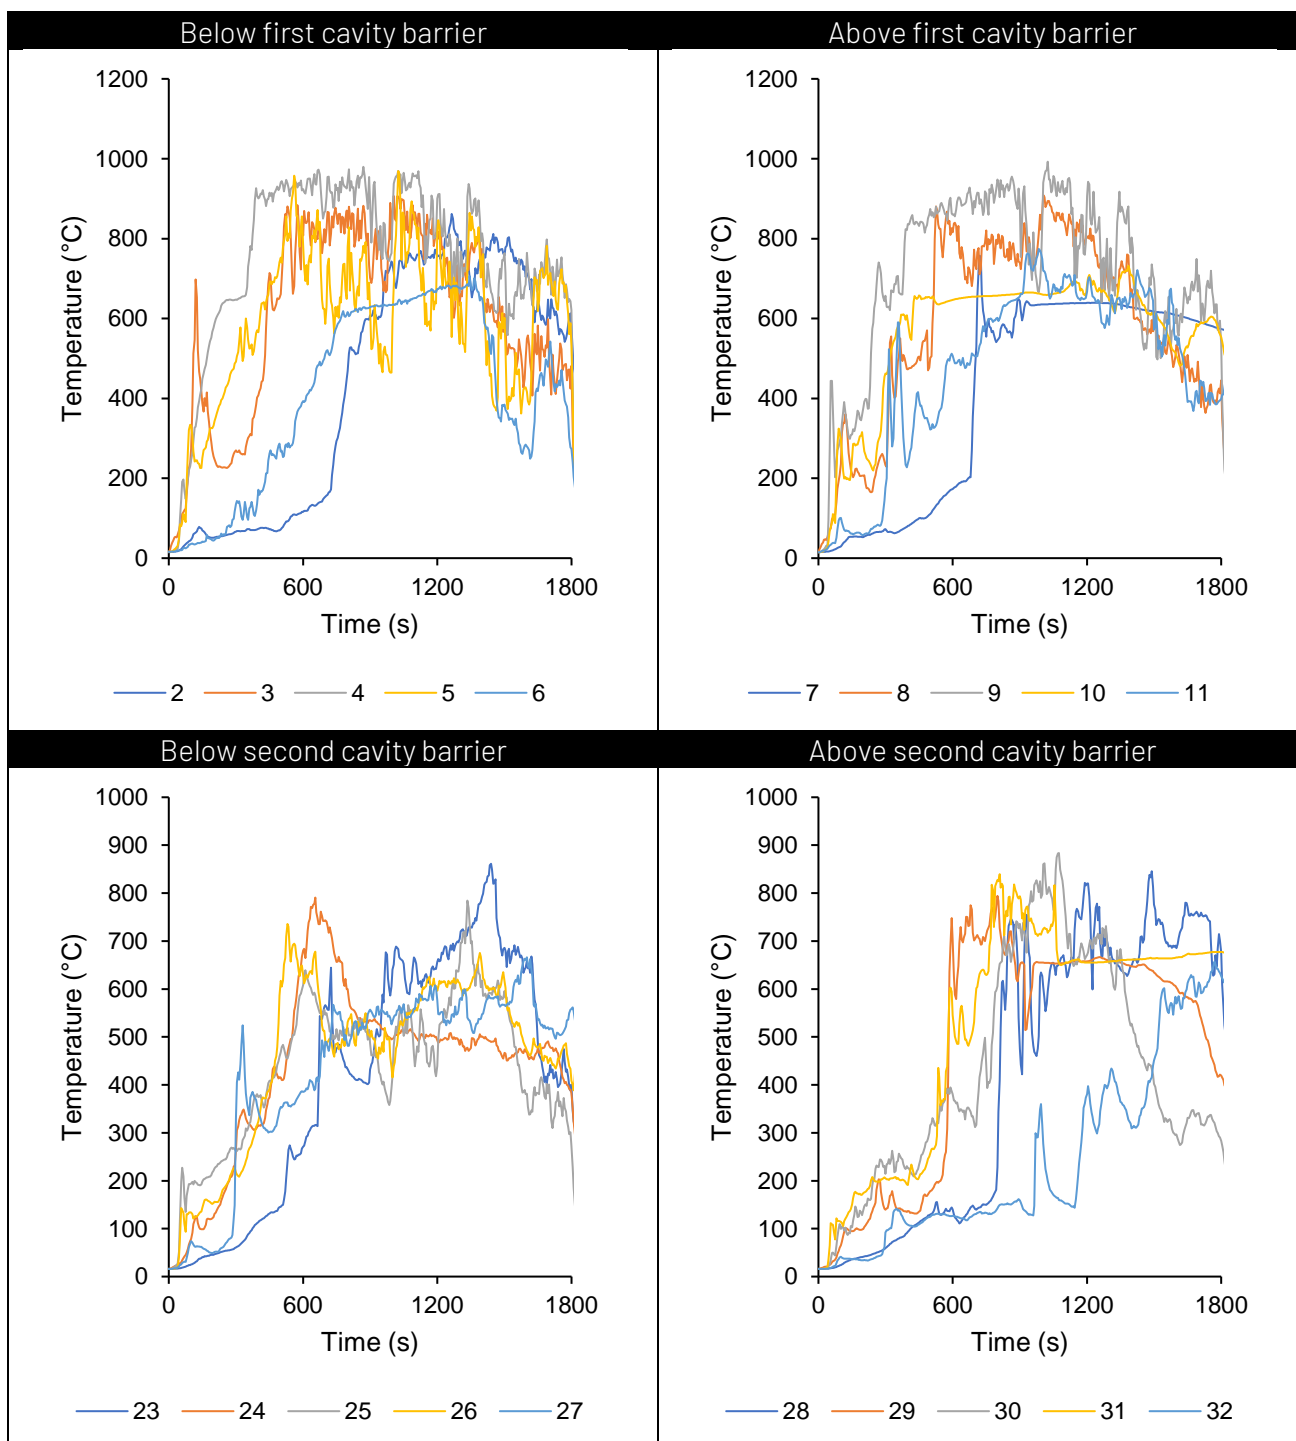 Below first cavity barrier
Above first cavity barrier
1200
1000
800
600
400
200
0
Temperature (°C)
0 600 1200 1800
Time (s)
2 3 4 5 6
1200
1000
800
600
400
200
0
Temperature (°C)
0 600 1200 1800
Time (s)
7 8 9 10 11
Below second cavity barrier
Above second cavity barrier
1000
900
800
700
600
500
400
300
200
100
0
Temperature (°C)
0 600 1200 1800
Time (s)
23 24 25 26 27
1000
900
800
700
600
500
400
300
200
100
0
Temperature (°C)
0 600 1200 1800
Time (s)
28 29 30 31 32